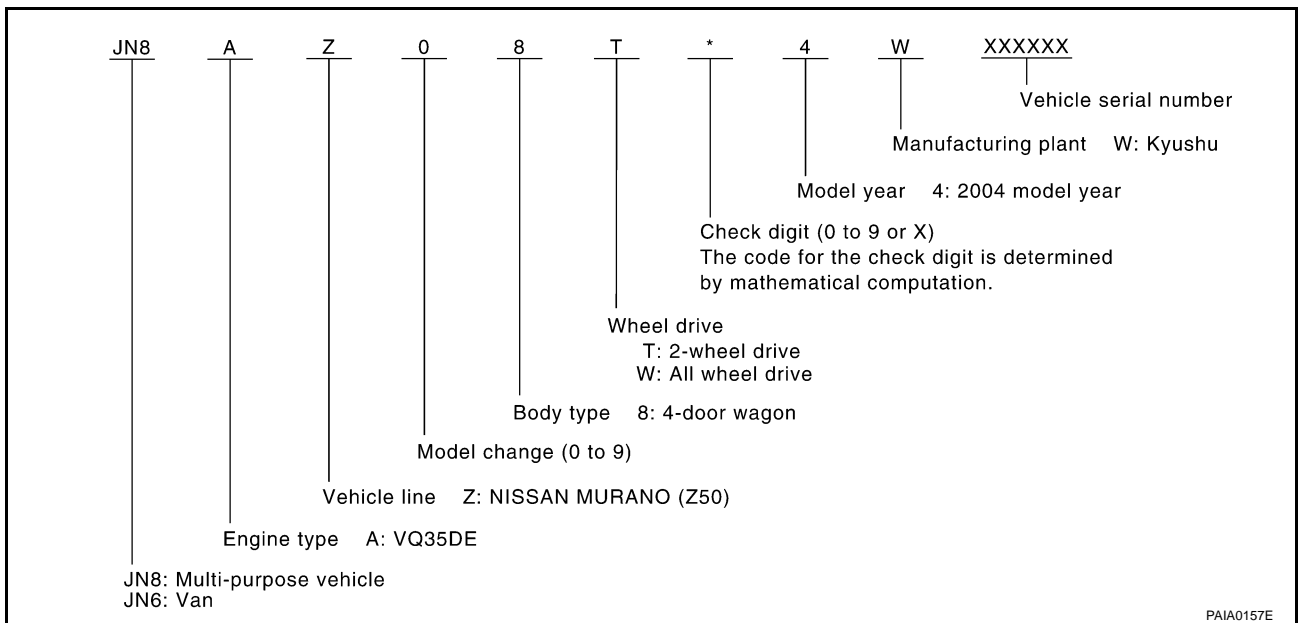 JN8 A Z 0 8 T * 4 W XXXXXX
Vehicle serial number
Manufacturing plant W: Kyushu
Model year 4: 2004 model year
Check digit (0 to 9 or X)
The code for the check digit is determined
by mathematical computation.
Wheel drive
T: 2-wheel drive
W: All wheel drive
Body type 8: 4-door wagon
Model change (0 to 9)
Vehicle line Z: NISSAN MURANO (Z50)
Engine type A: VQ35DE
JN8: Multi-purpose vehicle
JN6: Van
PAIA0157E